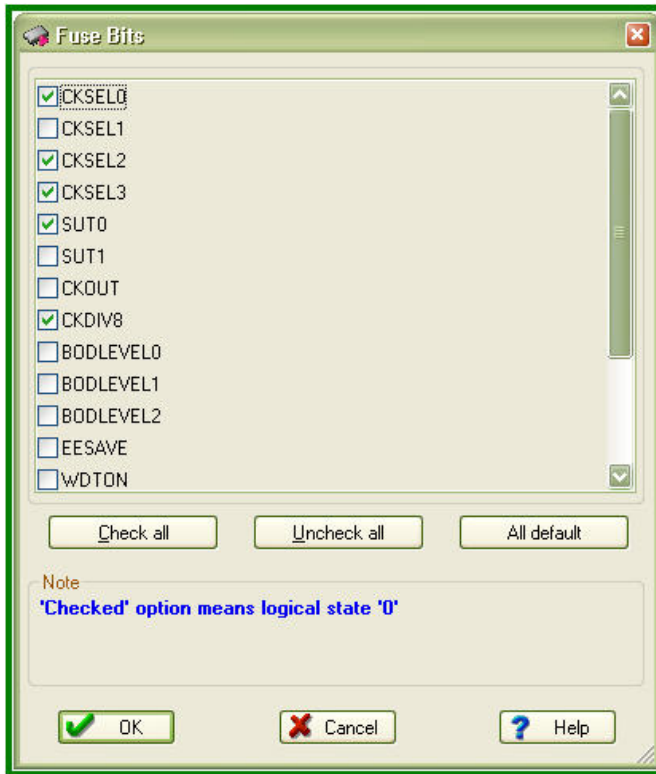 Fuse Bits
CKSEL0
CKSEL1
CKSEL2
CKSEL3
SUT0
SUT1
CKOUT
CKDIV8
BODLEVEL0
BODLEVEL1
BODLEVEL2
EESAVE
WDTON
Check all
Uncheck all
All default
Note
'Checked' option means logical state '0'
OK
Cancel
Help